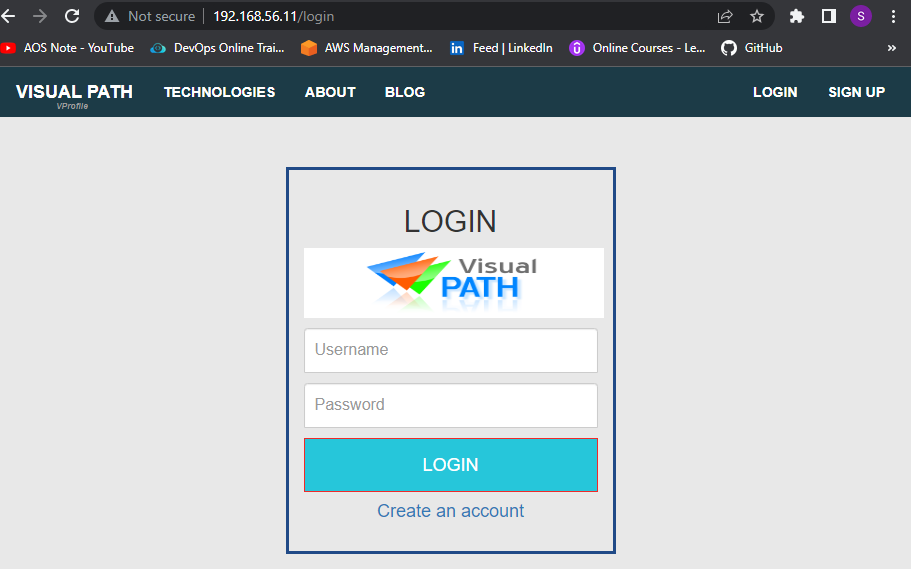 Not secure 192.168.56.11/login S
AOS Note - YouTube DevOps Online Trai... AWS Management... Feed | LinkedIn Online Courses - Le... GitHub »
VISUAL PATH TECHNOLOGIES ABOUT BLOG LOGIN SIGN UP
VProfile
LOGIN
Visual
PATH
Username
Password
LOGIN
Create an account